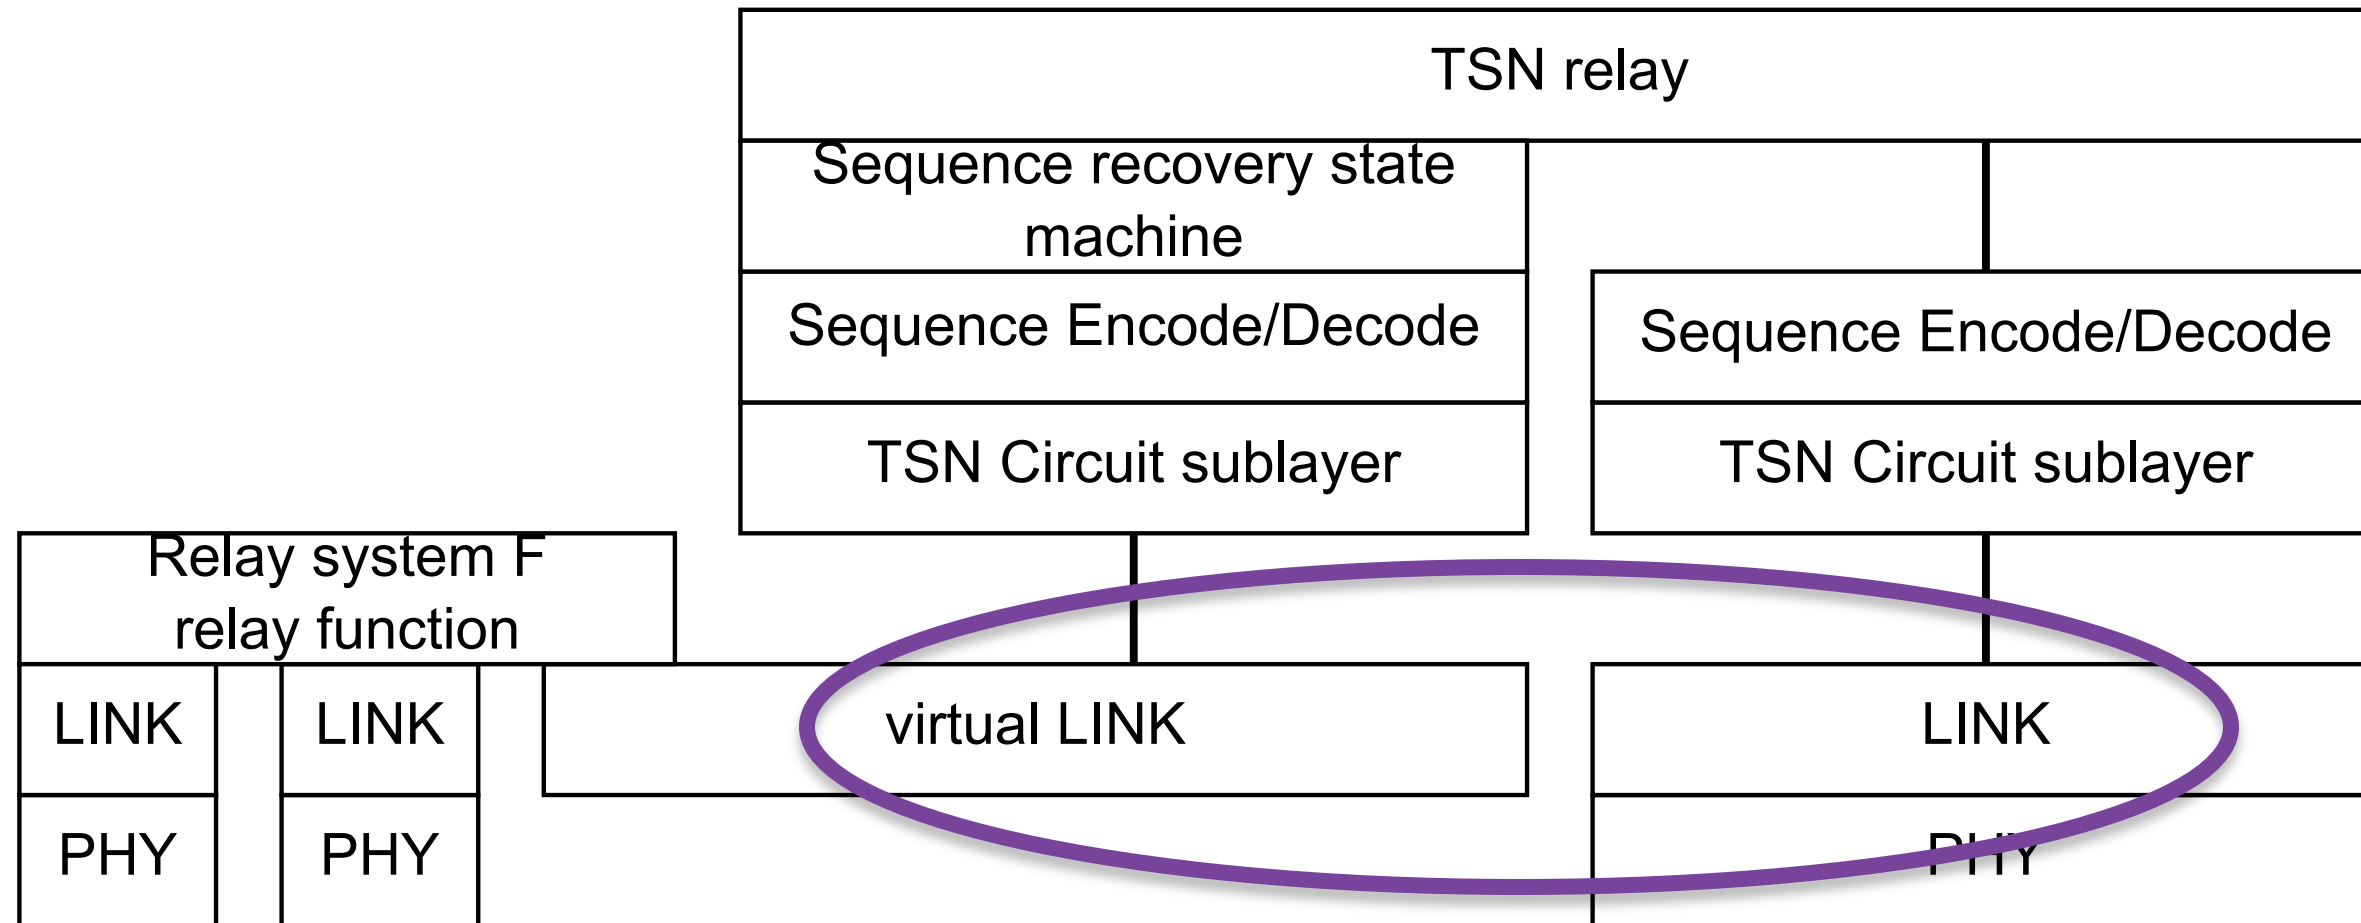 TSN relay
Sequence recovery state
machine
Sequence Encode/Decode
Sequence Encode/Decode
TSN Circuit sublayer
TSN Circuit sublayer
Relay system F
relay function
LINK
LINK
virtual LINK
LINK
PHY
PHY
PHY